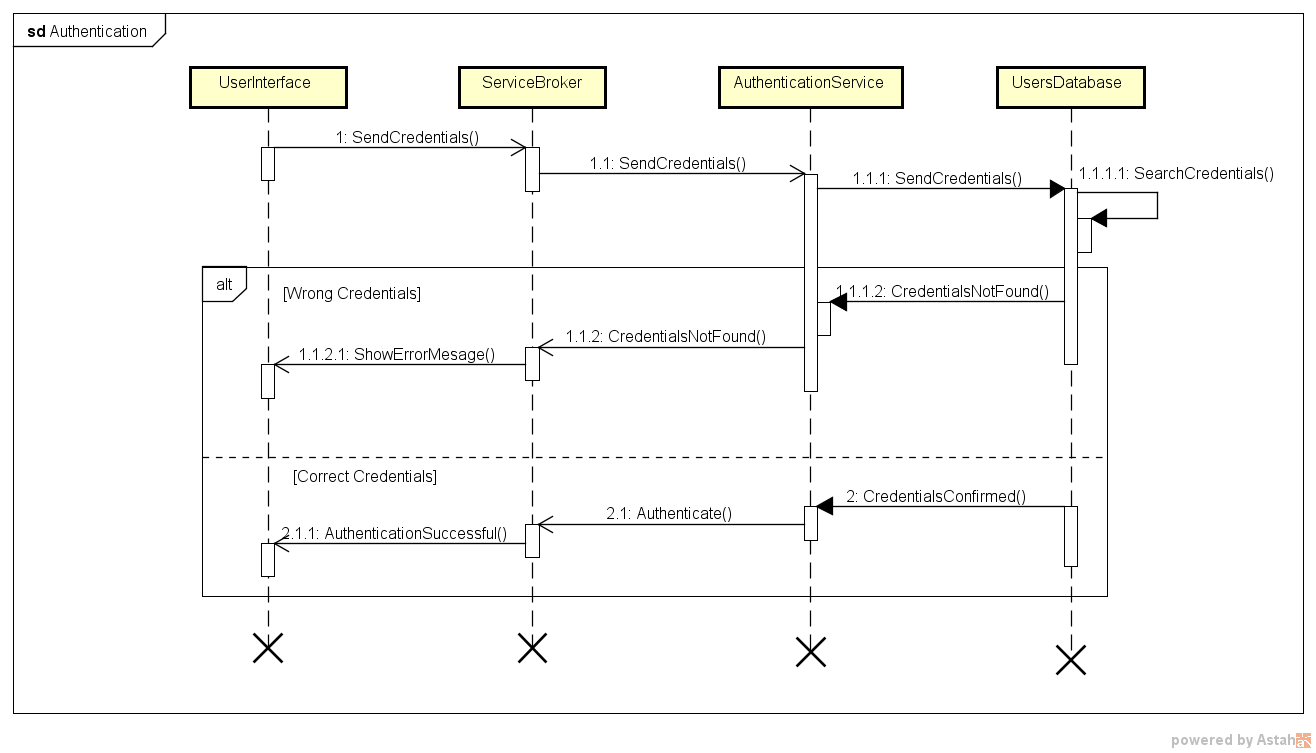 sd Authentication
UserInterface
ServiceBroker
AuthenticationService
UsersDatabase
1: SendCredentials()
1.1: SendCredentials()
1.1.1: SendCredentials()
1.1.1.1: SearchCredentials()
alt
[Wrong Credentials]
1.1.1.2: CredentialsNotFound()
1.1.2: CredentialsNotFound()
1.1.2.1: ShowErrorMesage()
[Correct Credentials]
2: CredentialsConfirmed()
2.1: Authenticate()
2.1.1: AuthenticationSuccessful()
powered by Astah